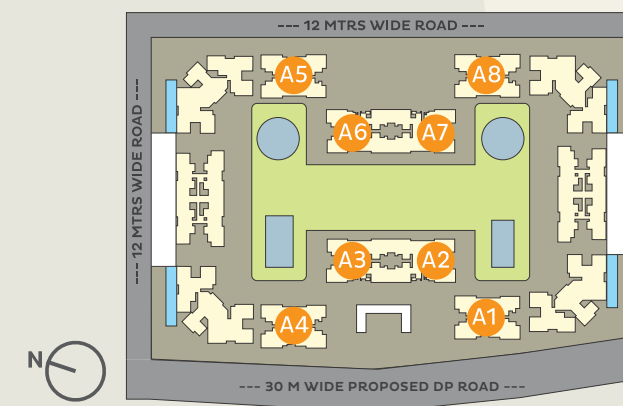 --- 12 MTRS WIDE ROAD ---
A5
A8
--- 12 MTRS WIDE ROAD ---
A6
A7
A3
A2
A4
A1
N
--- 30 M WIDE PROPOSED DP ROAD ---